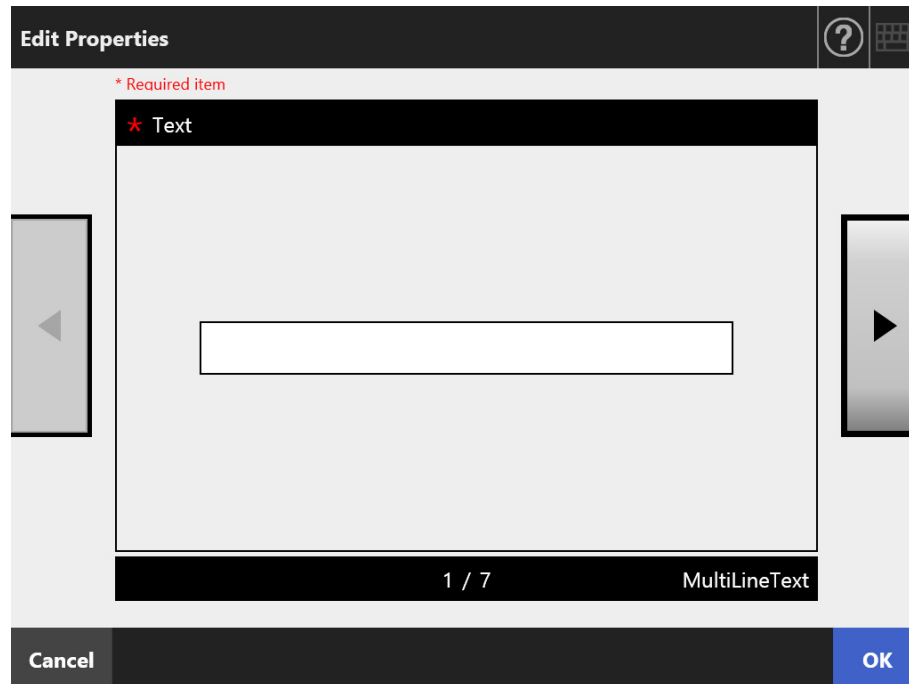 Edit Properties
?
* Required item
* Text
1 / 7
MultiLineText
Cancel
OK